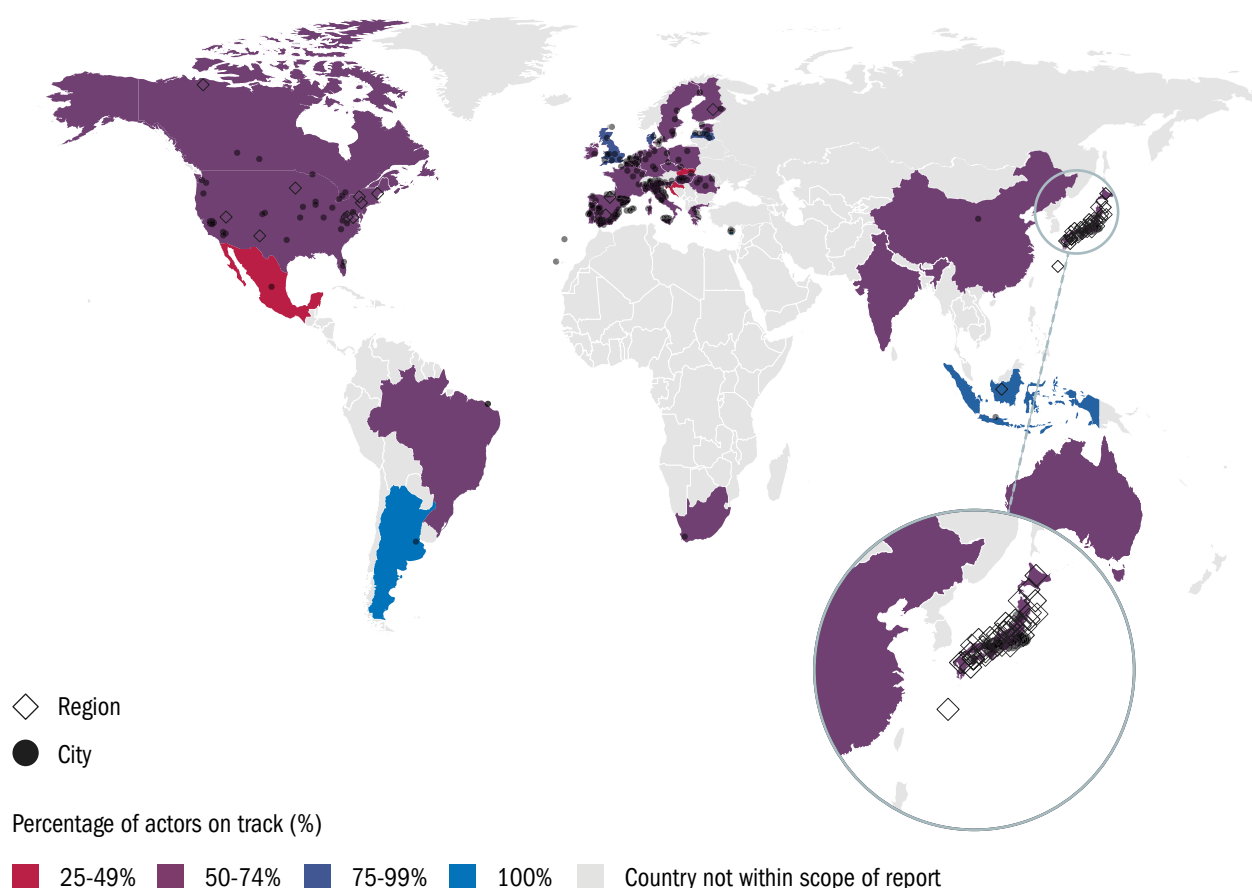 Region
City
Percentage of actors on track (%)
25-49% 50-74% 75-99% 100% Country not within scope of report